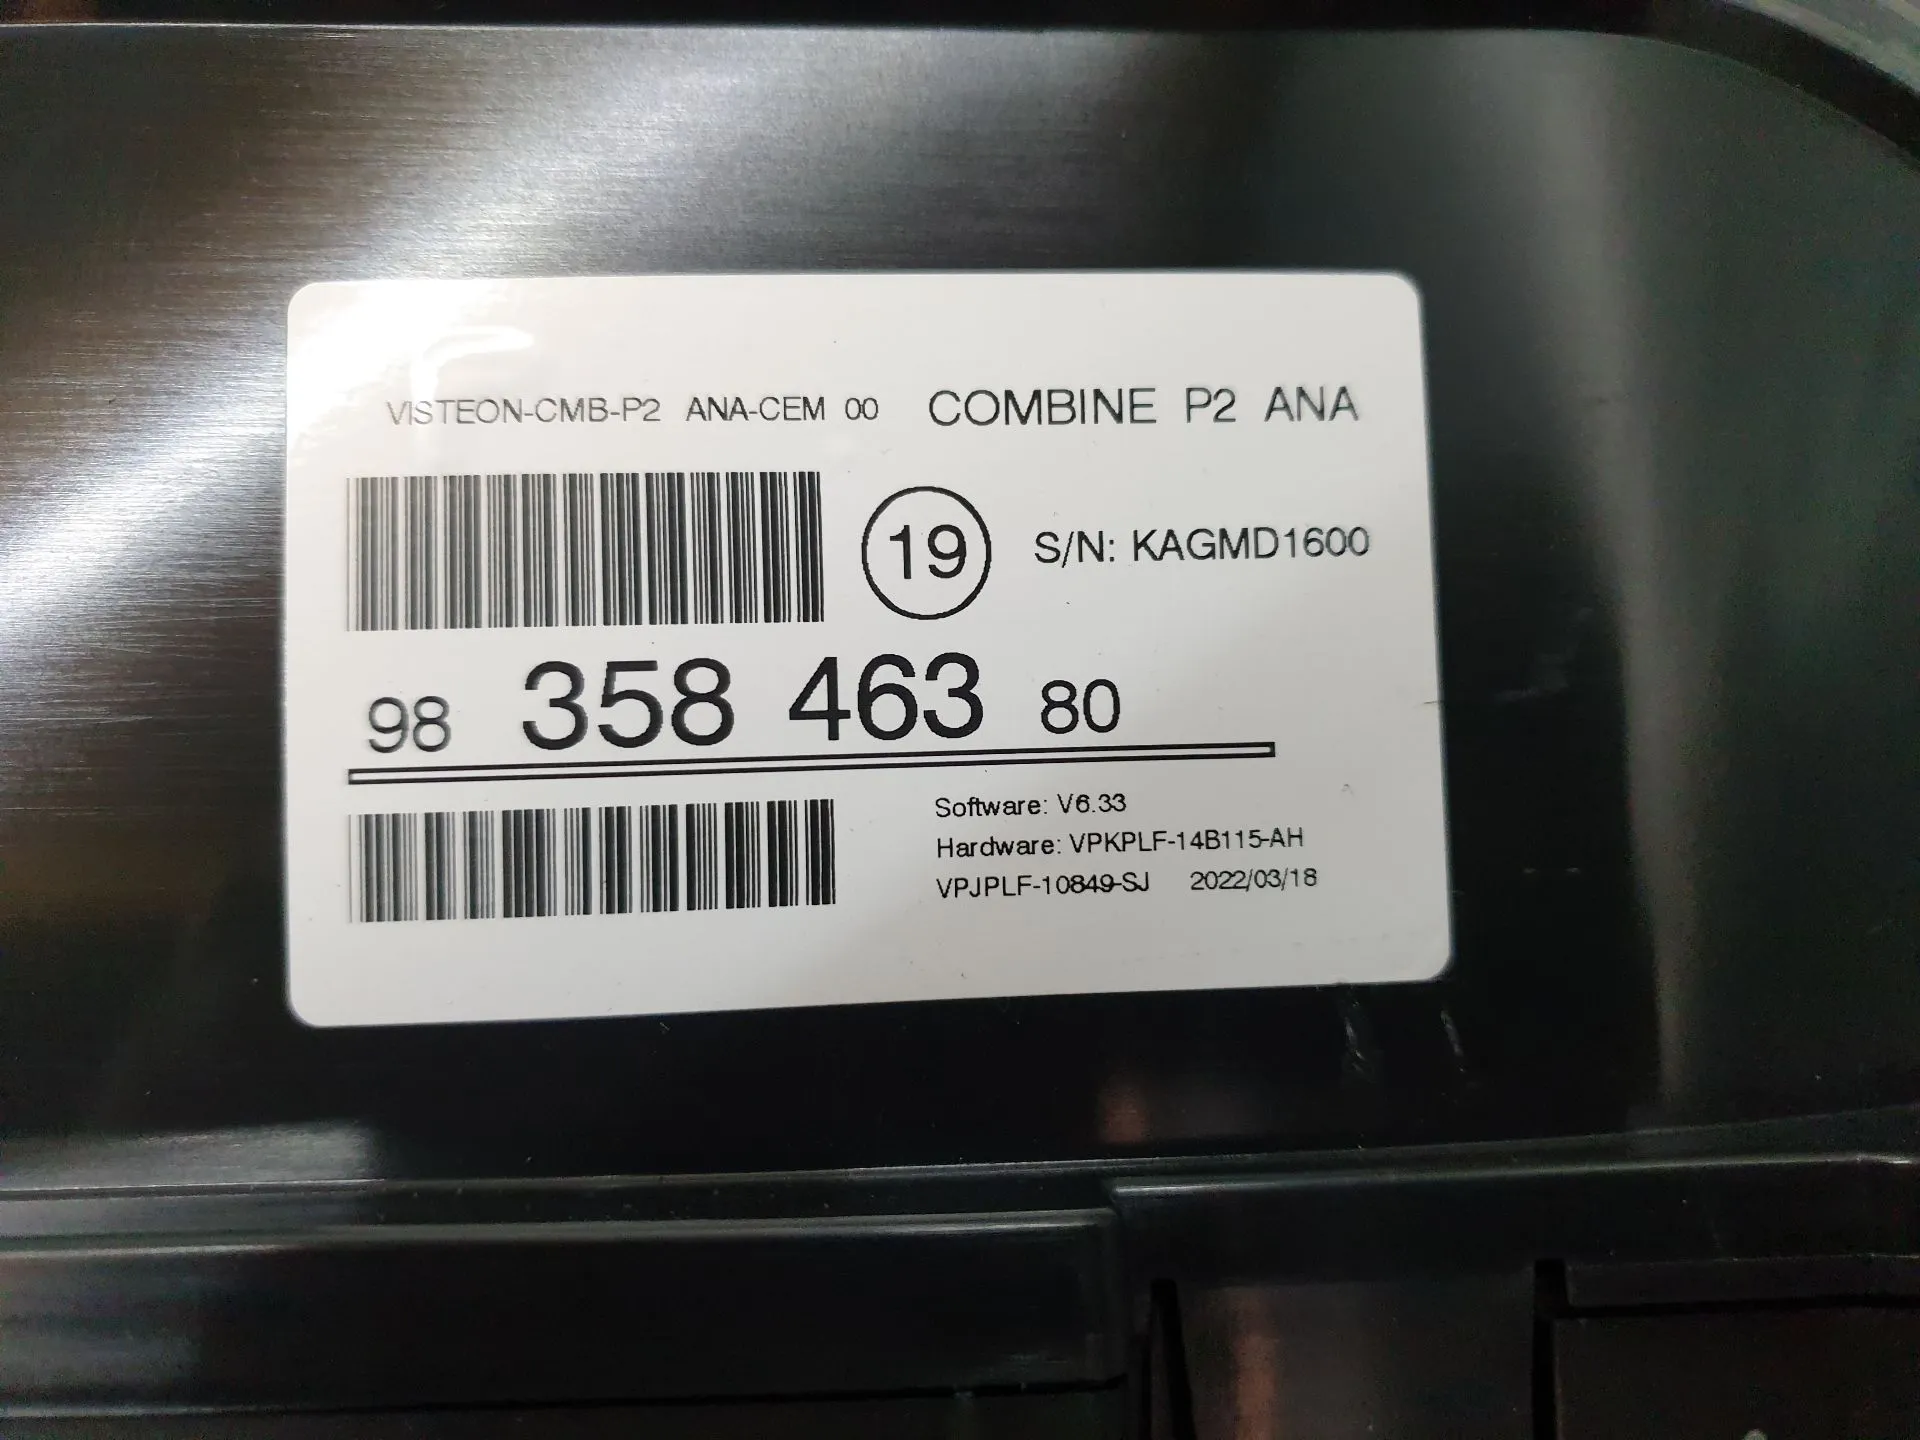 VISTEON-CMB-P2 ANA-CEM 00 COMBINE P2 ANA
19 S/N: KAGMD1600
98 358 463 80
Software: V6.33
Hardware: VPKPLF-14B115-AH
VPJPLF-10849-SJ 2022/03/18